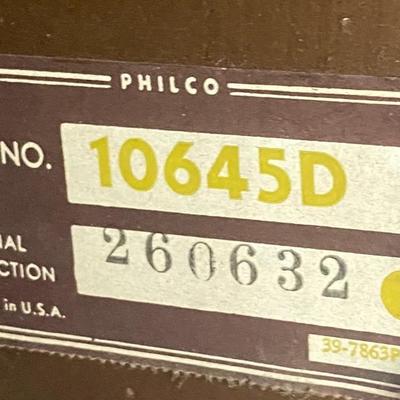 PHILCO
NO. 10645D
IAL
CTION 260632
in U.S.A.
39-7863P